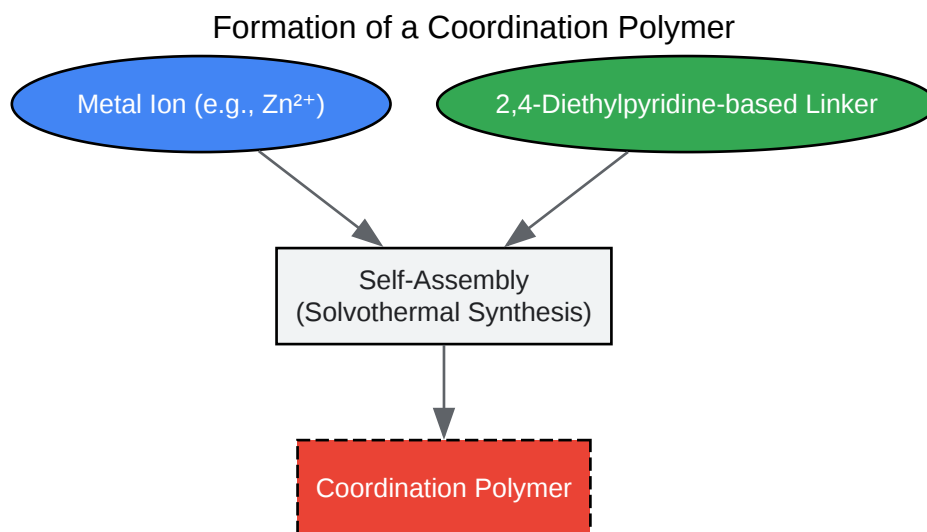 Formation of a Coordination Polymer
Metal Ion (e.g., Zn²⁺)
2,4-Diethylpyridine-based Linker
Self-Assembly
(Solvothermal Synthesis)
Coordination Polymer